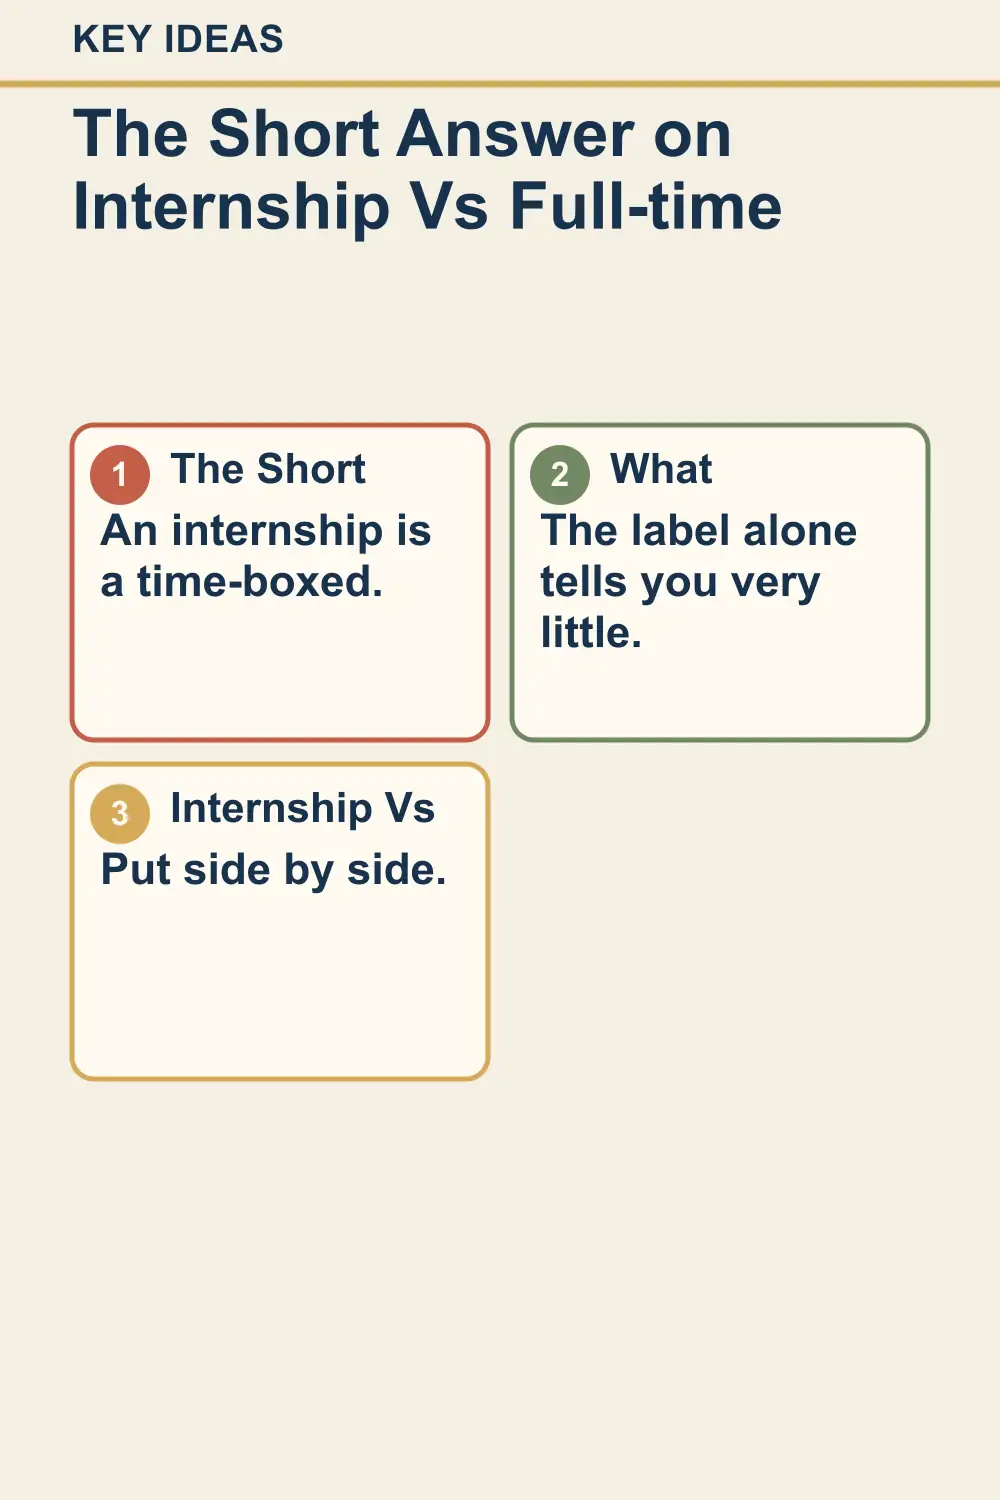 KEY IDEAS
The Short Answer on
Internship Vs Full-time
1 The Short
An internship is
a time-boxed.
2 What
The label alone
tells you very
little.
3 Internship Vs
Put side by side.